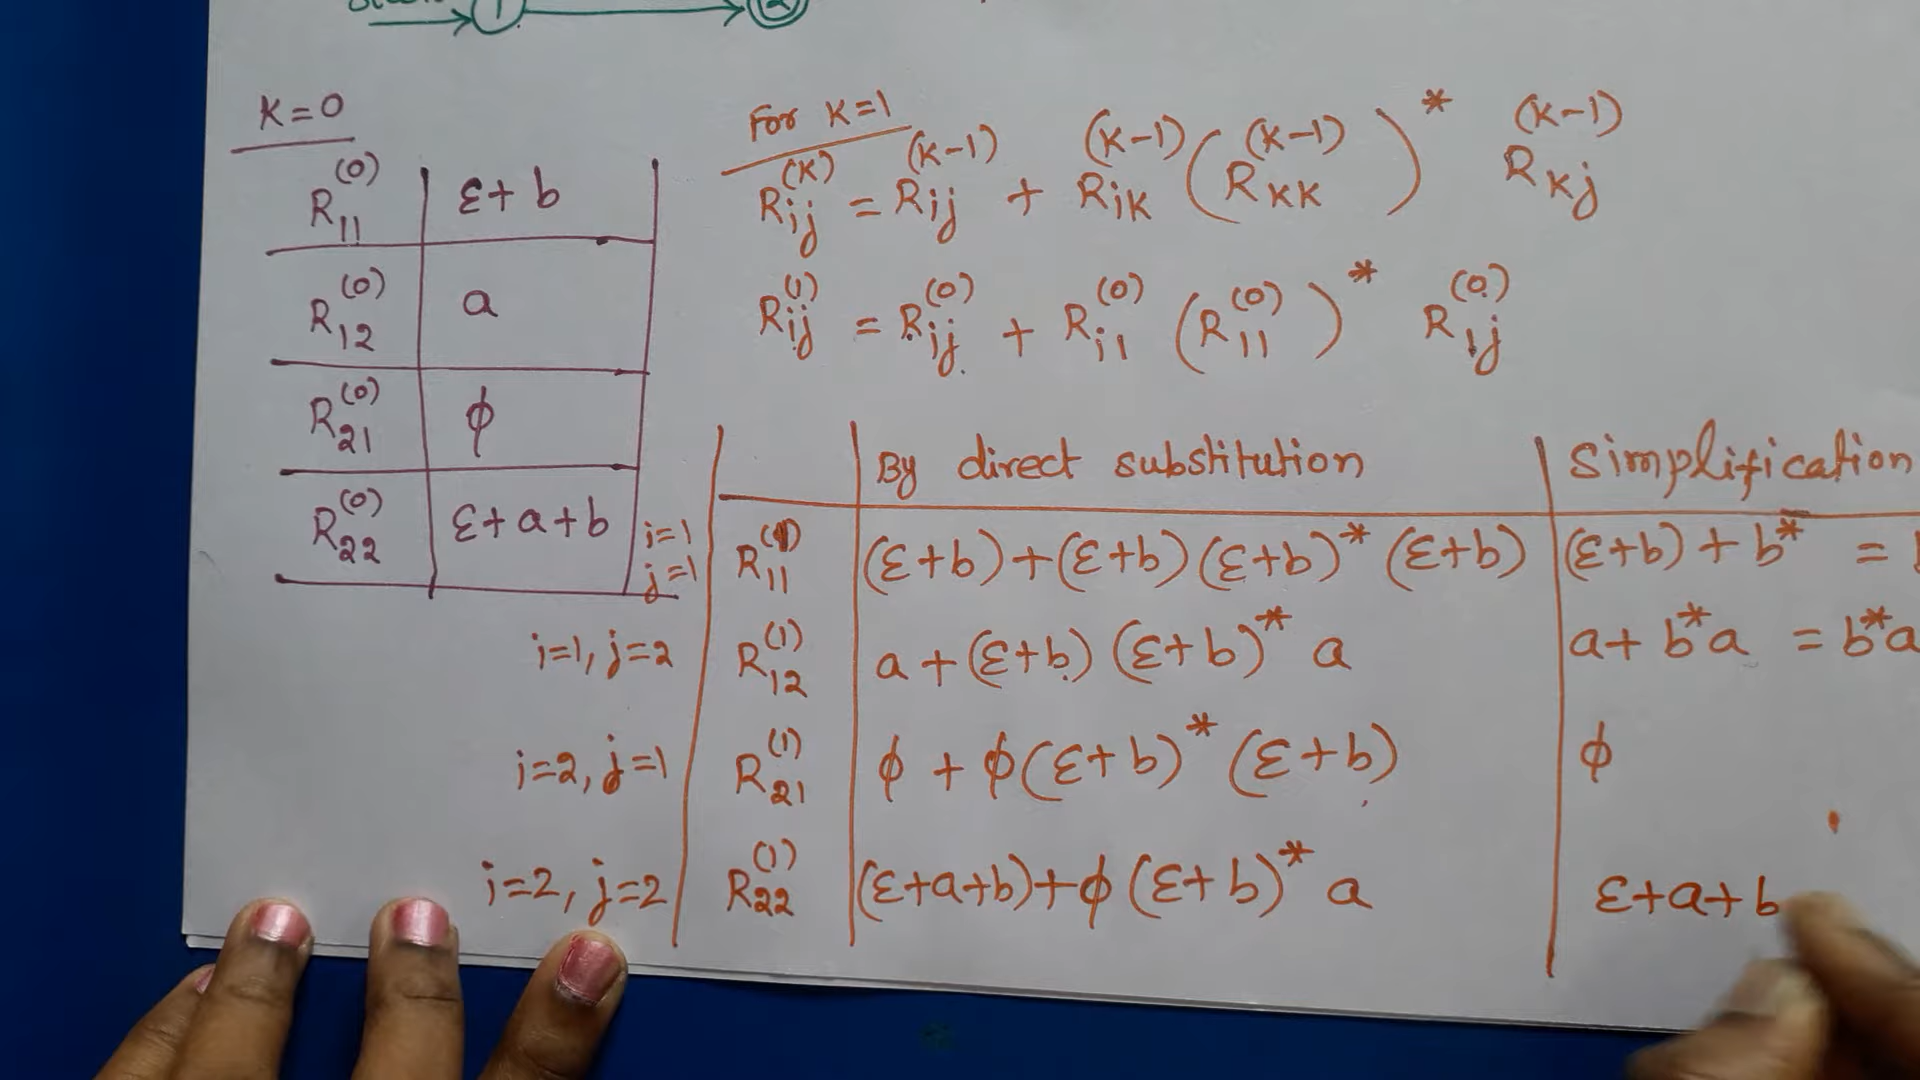 1 2
K=0
R₁₁⁽⁰⁾ ε+b
R₁₂⁽⁰⁾ a
R₂₁⁽⁰⁾ ϕ
R₂₂⁽⁰⁾ ε+a+b
For K=1
Rij^(K) = Rij^(K-1) + RiK^(K-1) (RKK^(K-1))* RKj^(K-1)
Rij^(1) = Rij^(0) + Ri1^(0) (R11^(0))* R1j^(0)
By direct substitution Simplification
i=1 j=1 R₁₁⁽¹⁾ (ε+b)+(ε+b)(ε+b)*(ε+b) (ε+b)+b* =
i=1, j=2 R₁₂⁽¹⁾ a+(ε+b)(ε+b)* a a+b*a = b*a
i=2, j=1 R₂₁⁽¹⁾ ϕ + ϕ(ε+b)*(ε+b) ϕ
i=2, j=2 R₂₂⁽¹⁾ (ε+a+b)+ϕ(ε+b)* a ε+a+b